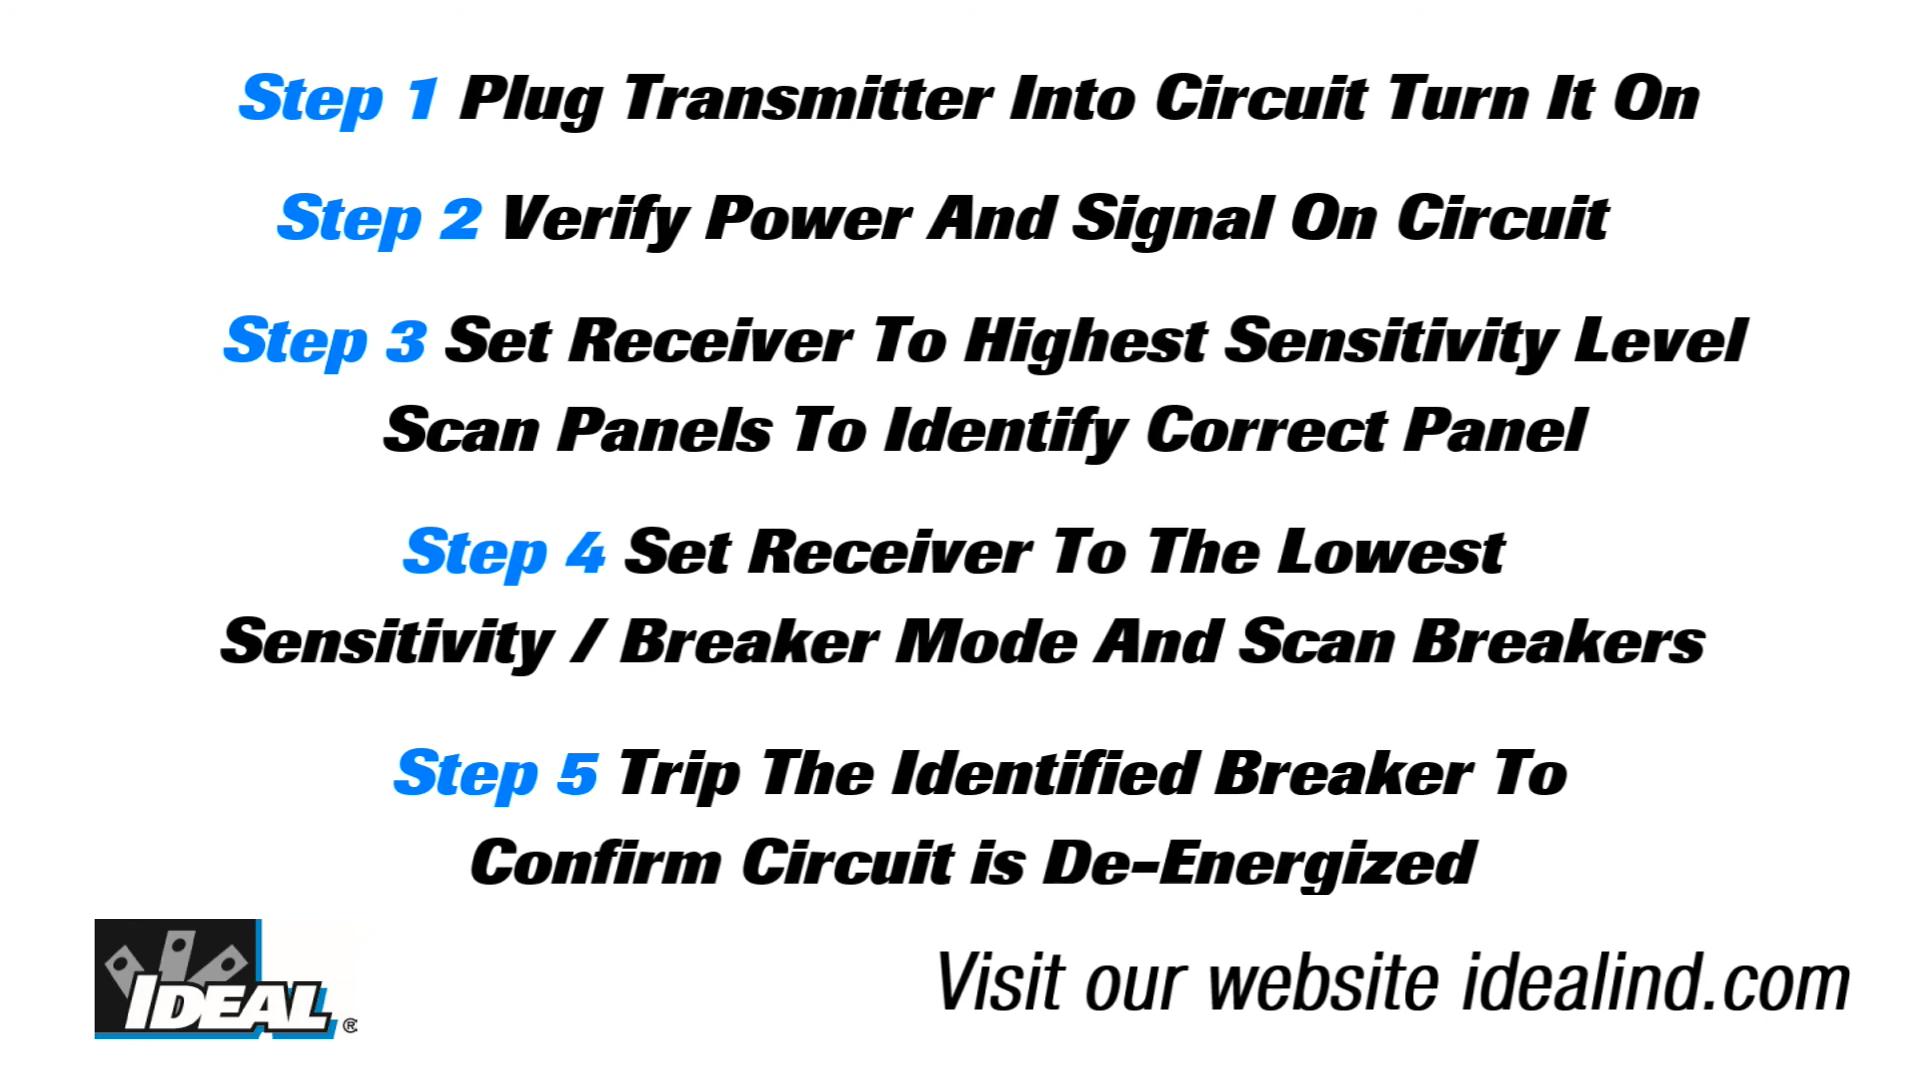 Step 1 Plug Transmitter Into Circuit Turn It On
Step 2 Verify Power And Signal On Circuit
Step 3 Set Receiver To Highest Sensitivity Level
Scan Panels To Identify Correct Panel
Step 4 Set Receiver To The Lowest
Sensitivity / Breaker Mode And Scan Breakers
Step 5 Trip The Identified Breaker To
Confirm Circuit is De-Energized
IDEAL®
Visit our website idealind.com